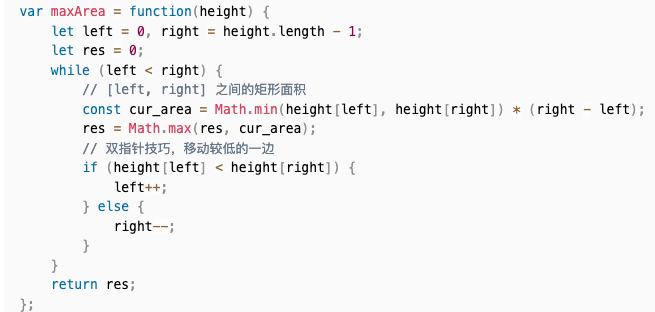 var maxArea = function(height) {
    let left = 0, right = height.length - 1;
    let res = 0;
    while (left < right) {
        // [left, right] 之间的矩形面积
        const cur_area = Math.min(height[left], height[right]) * (right - left);
        res = Math.max(res, cur_area);
        // 双指针技巧，移动较低的一边
        if (height[left] < height[right]) {
            left++;
        } else {
            right--;
        }
    }
    return res;
};